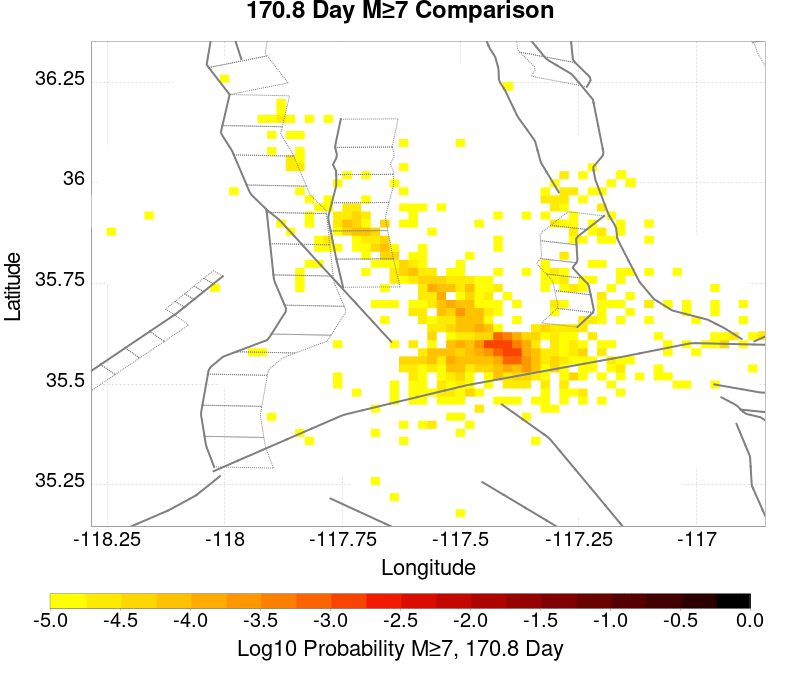 170.8 Day M≥7 Comparison
36.25
36
35.75
35.5
35.25
Latitude
-118.25 -118 -117.75 -117.5 -117.25 -117
Longitude
-5.0 -4.5 -4.0 -3.5 -3.0 -2.5 -2.0 -1.5 -1.0 -0.5 0.0
Log10 Probability M≥7, 170.8 Day